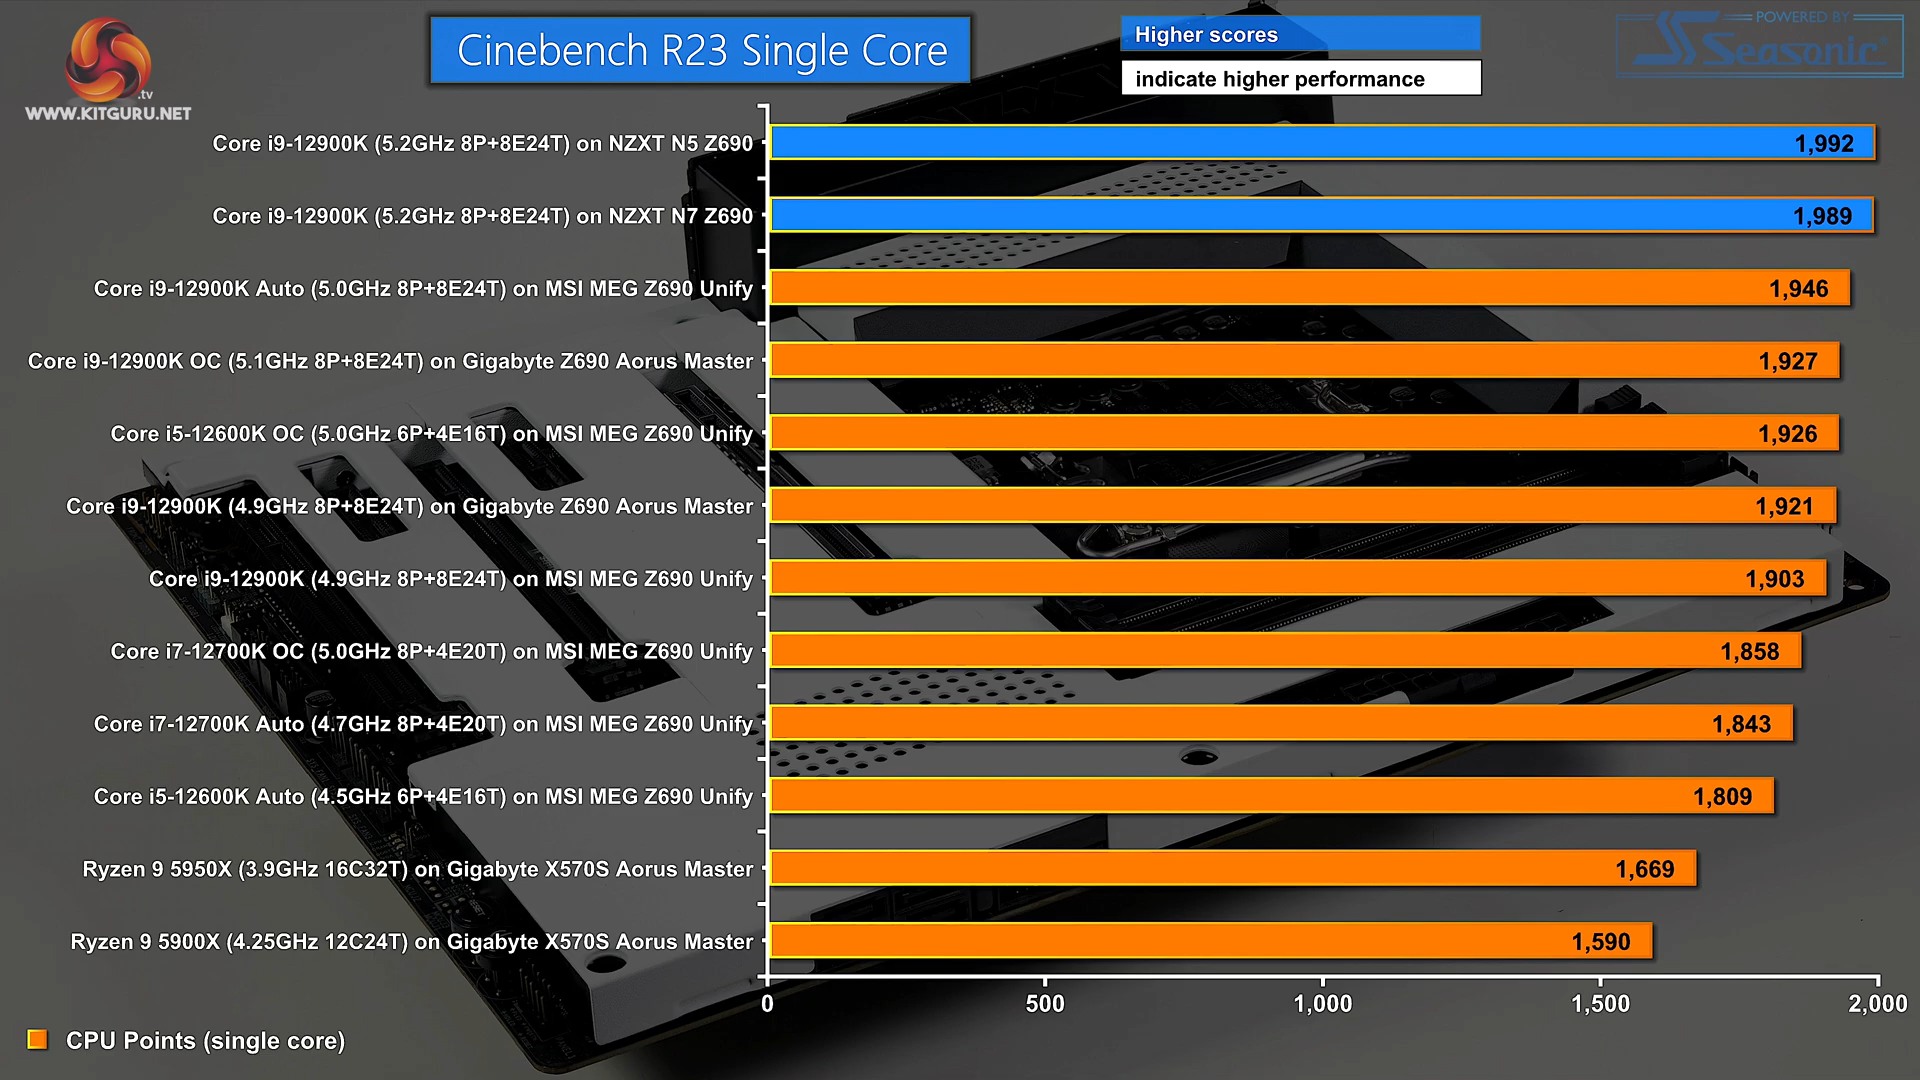 .tv
WWW.KITGURU.NET
Cinebench R23 Single Core
Higher scores
indicate higher performance
POWERED BY
Seasonic
Core i9-12900K (5.2GHz 8P+8E24T) on NZXT N5 Z690
1,992
Core i9-12900K (5.2GHz 8P+8E24T) on NZXT N7 Z690
1,989
Core i9-12900K Auto (5.0GHz 8P+8E24T) on MSI MEG Z690 Unify
1,946
Core i9-12900K OC (5.1GHz 8P+8E24T) on Gigabyte Z690 Aorus Master
1,927
Core i5-12600K OC (5.0GHz 6P+4E16T) on MSI MEG Z690 Unify
1,926
Core i9-12900K (4.9GHz 8P+8E24T) on Gigabyte Z690 Aorus Master
1,921
Core i9-12900K (4.9GHz 8P+8E24T) on MSI MEG Z690 Unify
1,903
Core i7-12700K OC (5.0GHz 8P+4E20T) on MSI MEG Z690 Unify
1,858
Core i7-12700K Auto (4.7GHz 8P+4E20T) on MSI MEG Z690 Unify
1,843
Core i5-12600K Auto (4.5GHz 6P+4E16T) on MSI MEG Z690 Unify
1,809
Ryzen 9 5950X (3.9GHz 16C32T) on Gigabyte X570S Aorus Master
1,669
Ryzen 9 5900X (4.25GHz 12C24T) on Gigabyte X570S Aorus Master
1,590
0 500 1,000 1,500 2,000
CPU Points (single core)